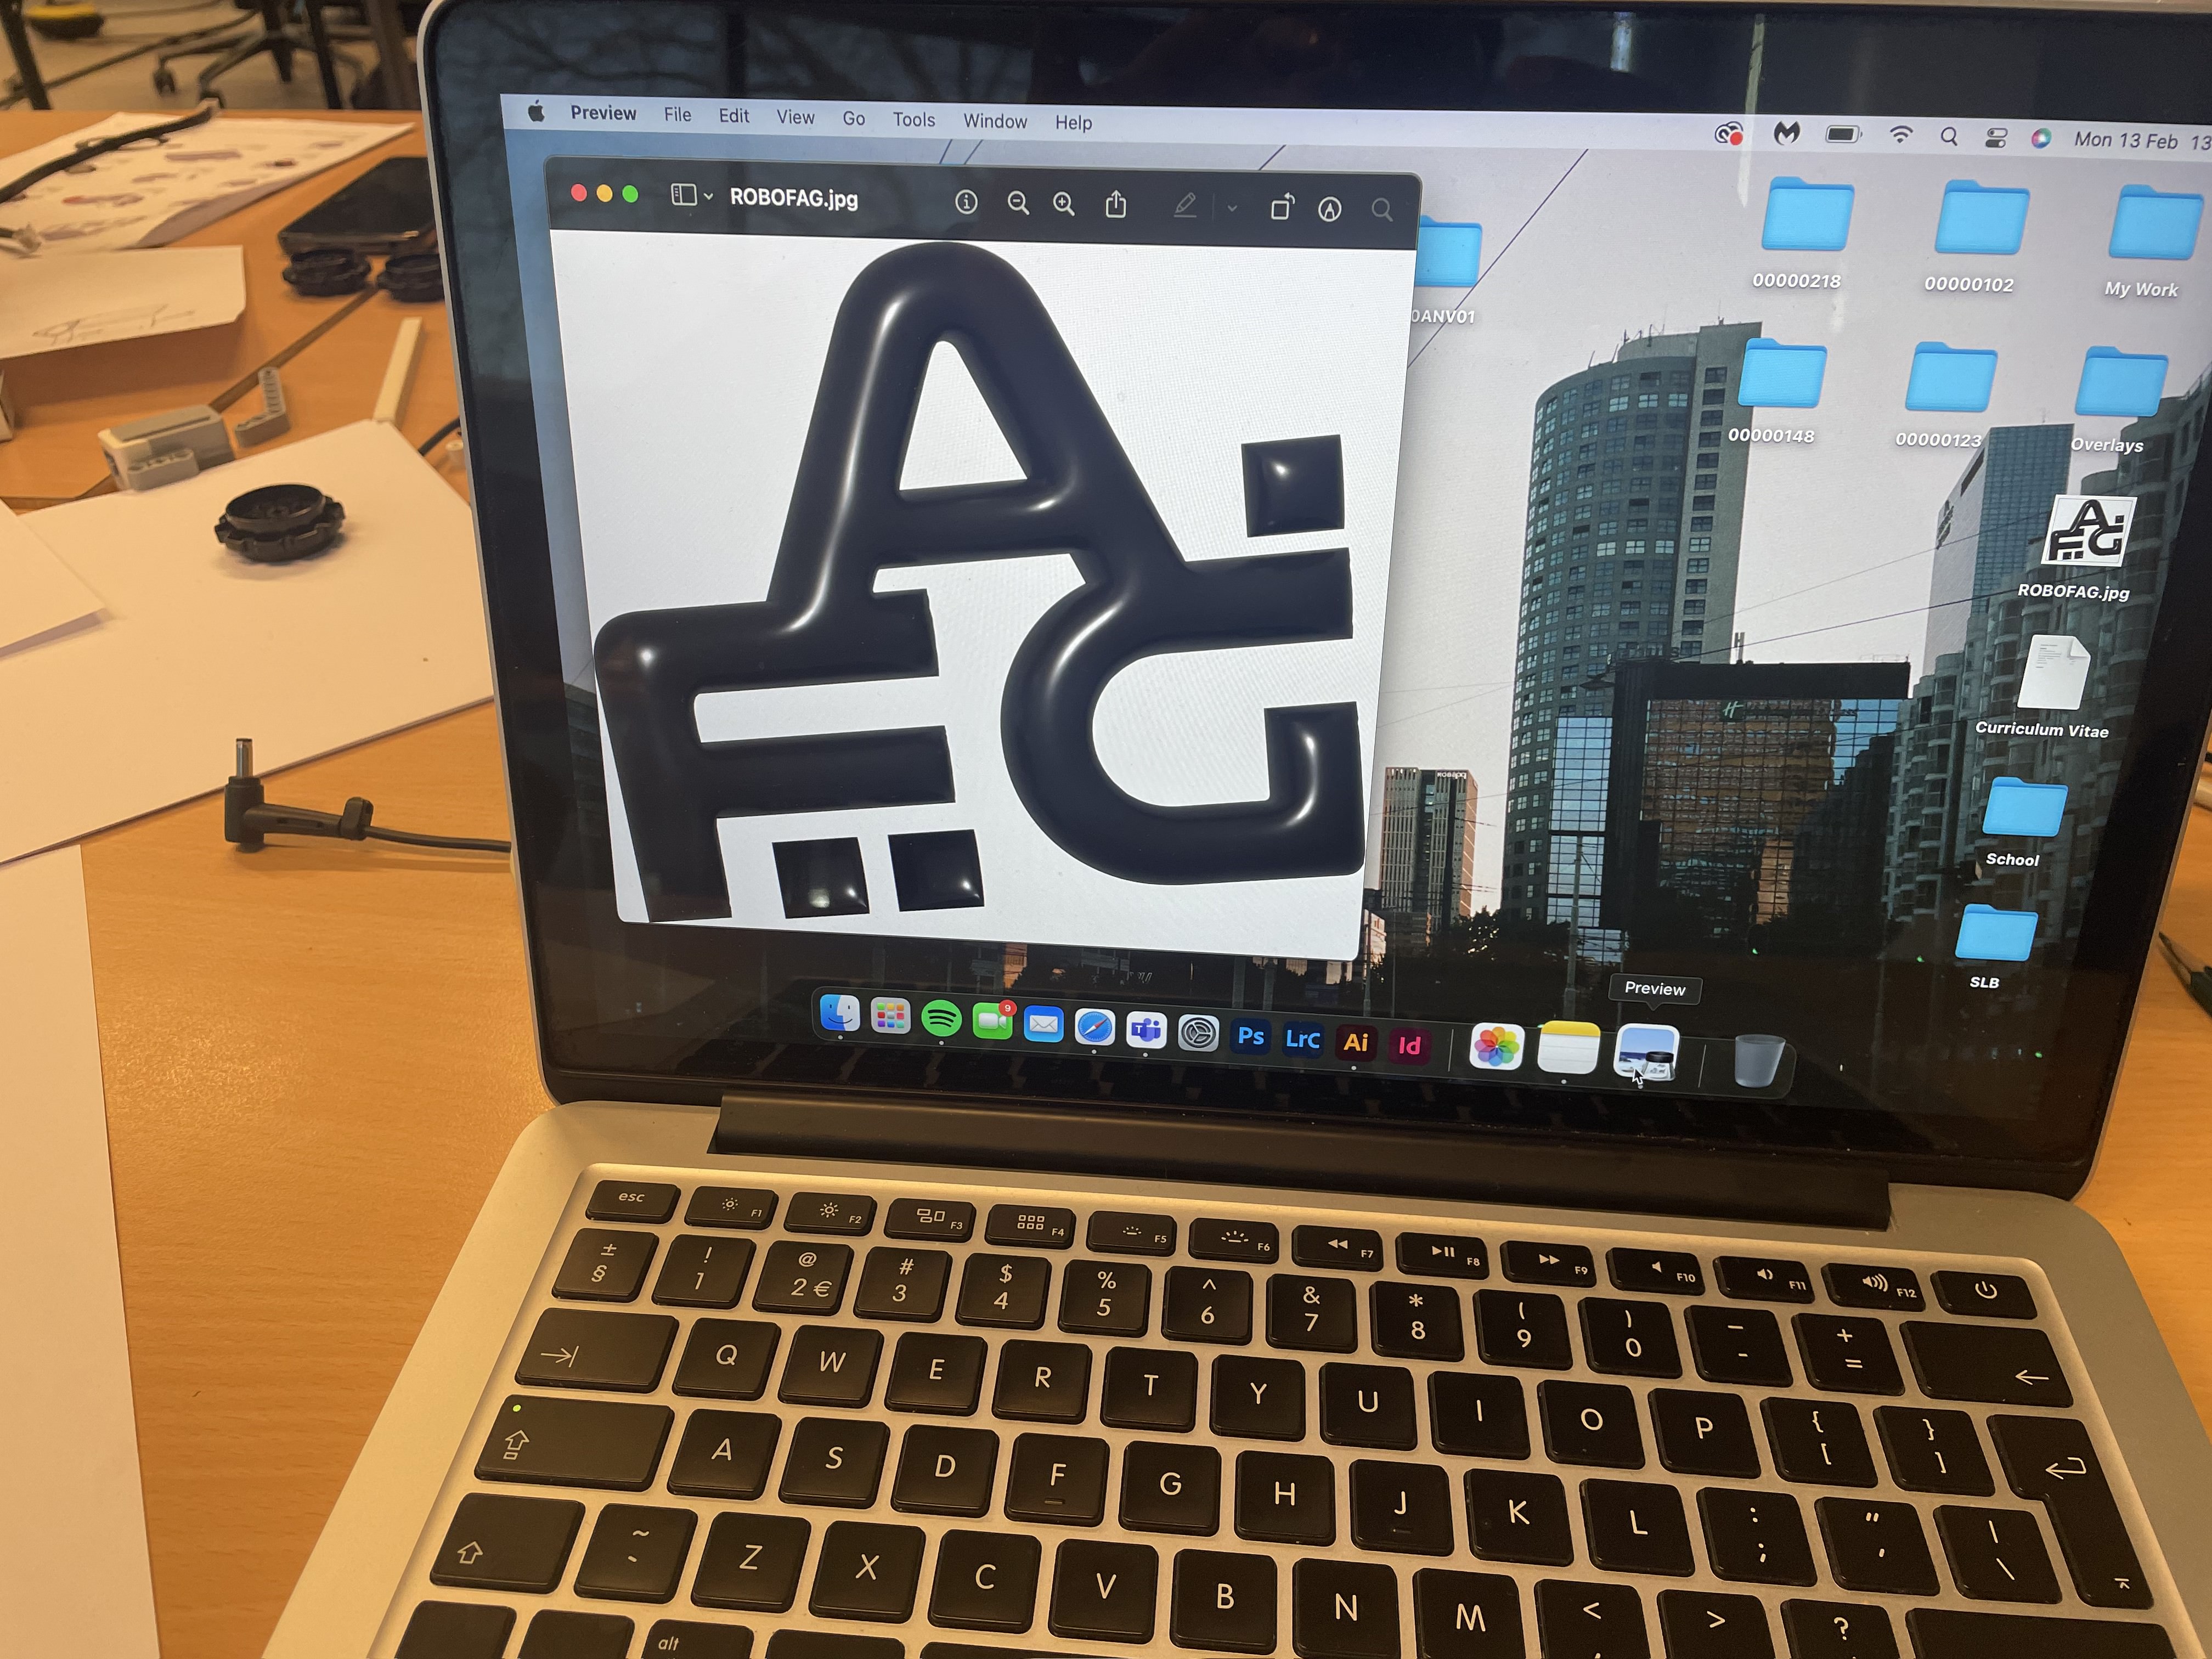 Preview File Edit View Go Tools Window Help
Mon 13 Feb 13
ROBOFAG.jpg
A.
F..G
0ANV01
00000218
00000102
My Work
00000148
00000123
Overlays
ROBOFAG.jpg
Curriculum Vitae
School
SLB
Preview
9
Ps LrC Ai Id
esc F1 F2 F3 F4 F5 F6 F7 F8 F9 F10 F11 F12
± ! @ # $ % ^ & * ( ) _ +
§ 1 2 € 3 4 5 6 7 8 9 0 - =
Q W E R T Y U I O P { [ } ]
A S D F G H J K L : ; " ' | \
~ ` Z X C V B N M < > ?
alt